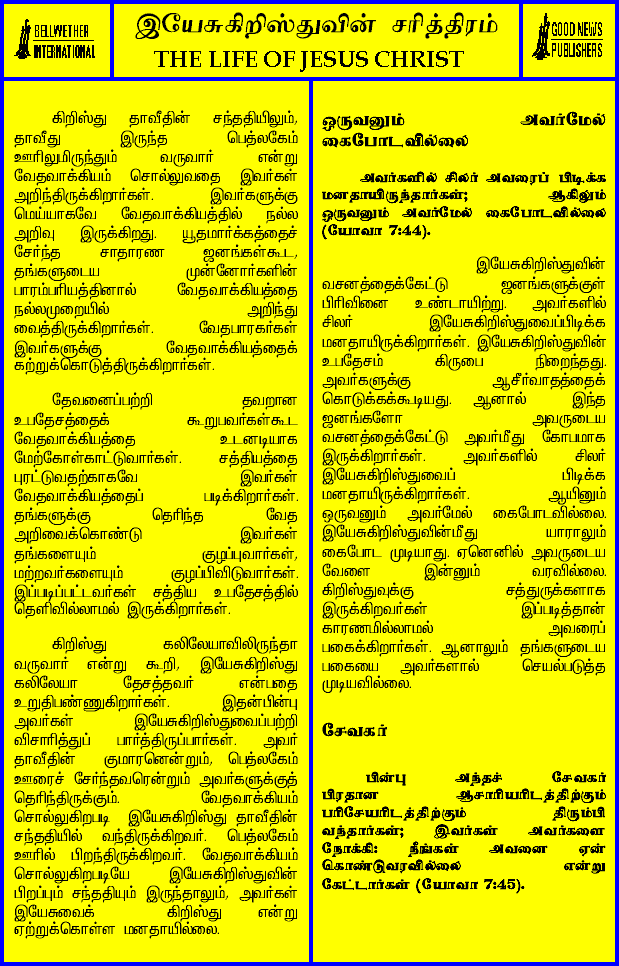 BELLWETHER
INTERNATIONAL
இயேசுகிறிஸ்துவின் சரித்திரம்
THE LIFE OF JESUS CHRIST
GOOD NEWS
PUBLISHERS
கிறிஸ்து தாவீதின் சந்ததியிலும்,
தாவீது இருந்த பெத்லகேம்
ஊரிலுமிருந்தும் வருவார் என்று
வேதவாக்கியம் சொல்லுவதை இவர்கள்
அறிந்திருக்கிறார்கள். இவர்களுக்கு
மெய்யாகவே வேதவாக்கியத்தில் நல்ல
அறிவு இருக்கிறது. யூதமார்க்கத்தைச்
சேர்ந்த சாதாரண ஜனங்கள்கூட,
தங்களுடைய முன்னோர்களின்
பாரம்பரியத்தினால் வேதவாக்கியத்தை
நல்லமுறையில் அறிந்து
வைத்திருக்கிறார்கள். வேதபாரகர்கள்
இவர்களுக்கு வேதவாக்கியத்தைக்
கற்றுக்கொடுத்திருக்கிறார்கள்.
தேவனைப்பற்றி தவறான
உபதேசத்தைக் கூறுபவர்கள்கூட
வேதவாக்கியத்தை உடனடியாக
மேற்கோள்காட்டுவார்கள். சத்தியத்தை
புரட்டுவதற்காகவே இவர்கள்
வேதவாக்கியத்தைப் படிக்கிறார்கள்.
தங்களுக்கு தெரிந்த வேத
அறிவைக்கொண்டு இவர்கள்
தங்களையும் குழப்புவார்கள்,
மற்றவர்களையும் குழப்பிவிடுவார்கள்.
இப்படிப்பட்டவர்கள் சத்திய உபதேசத்தில்
தெளிவில்லாமல் இருக்கிறார்கள்.
கிறிஸ்து கலிலேயாவிலிருந்தா
வருவார் என்று கூறி, இயேசுகிறிஸ்து
கலிலேயா தேசத்தவர் என்பதை
உறுதிபண்ணுகிறார்கள். இதன்பின்பு
அவர்கள் இயேசுகிறிஸ்துவைப்பற்றி
விசாரித்துப் பார்த்திருப்பார்கள். அவர்
தாவீதின் குமாரனென்றும், பெத்லகேம்
ஊரைச் சேர்ந்தவரென்றும் அவர்களுக்குத்
தெரிந்திருக்கும். வேதவாக்கியம்
சொல்லுகிறபடி இயேசுகிறிஸ்து தாவீதின்
சந்ததியில் வந்திருக்கிறவர். பெத்லகேம்
ஊரில் பிறந்திருக்கிறவர். வேதவாக்கியம்
சொல்லுகிறபடியே இயேசுகிறிஸ்துவின்
பிறப்பும் சந்ததியும் இருந்தாலும், அவர்கள்
இயேசுவைக் கிறிஸ்து என்று
ஏற்றுக்கொள்ள மனதாயில்லை.
ஒருவனும் அவர்மேல்
கைபோடவில்லை
அவர்களில் சிலர் அவரைப் பிடிக்க
மனதாயிருந்தார்கள்; ஆகிலும்
ஒருவனும் அவர்மேல் கைபோடவில்லை
(யோவா 7:44).
இயேசுகிறிஸ்துவின்
வசனத்தைக்கேட்டு ஜனங்களுக்குள்
பிரிவினை உண்டாயிற்று. அவர்களில்
சிலர் இயேசுகிறிஸ்துவைப்பிடிக்க
மனதாயிருக்கிறார்கள். இயேசுகிறிஸ்துவின்
உபதேசம் கிருபை நிறைந்தது.
அவர்களுக்கு ஆசீர்வாதத்தைக்
கொடுக்கக்கூடியது. ஆனால் இந்த
ஜனங்களோ அவருடைய
வசனத்தைக்கேட்டு அவர்மீது கோபமாக
இருக்கிறார்கள். அவர்களில் சிலர்
இயேசுகிறிஸ்துவைப் பிடிக்க
மனதாயிருக்கிறார்கள். ஆயினும்
ஒருவனும் அவர்மேல் கைபோடவில்லை.
இயேசுகிறிஸ்துவின்மீது யாராலும்
கைபோட முடியாது. ஏனெனில் அவருடைய
வேளை இன்னும் வரவில்லை.
கிறிஸ்துவுக்கு சத்துருக்களாக
இருக்கிறவர்கள் இப்படித்தான்
காரணமில்லாமல் அவரைப்
பகைக்கிறார்கள். ஆனாலும் தங்களுடைய
பகையை அவர்களால் செயல்படுத்த
முடியவில்லை.
சேவகர்
பின்பு அந்தச் சேவகர்
பிரதான ஆசாரியரிடத்திற்கும்
பரிசேயரிடத்திற்கும் திரும்பி
வந்தார்கள்; இவர்கள் அவர்களை
நோக்கி: நீங்கள் அவனை ஏன்
கொண்டுவரவில்லை என்று
கேட்டார்கள் (யோவா 7:45).